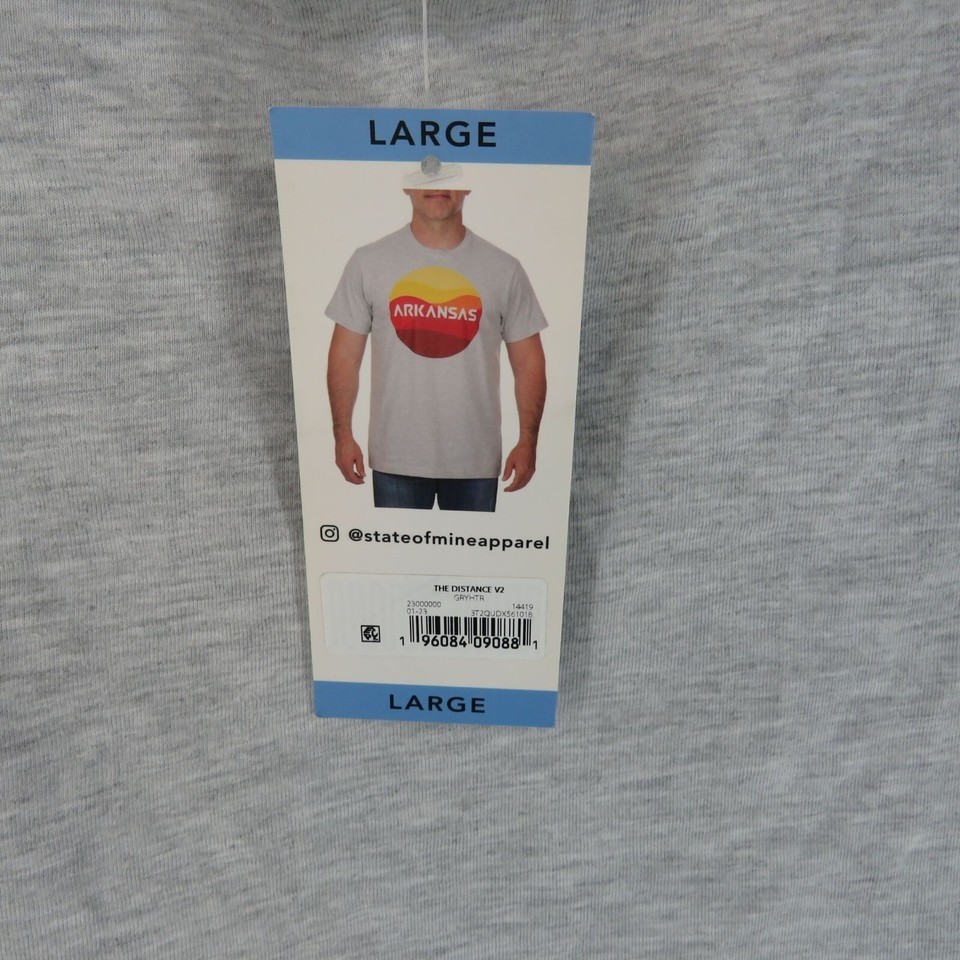 LARGE
ARKANSAS
@stateofmineapparel
THE DISTANCE V2
GRYHTR
23000000 14419
01-23 3T2QUDX561018
1 96084 09088 1
LARGE